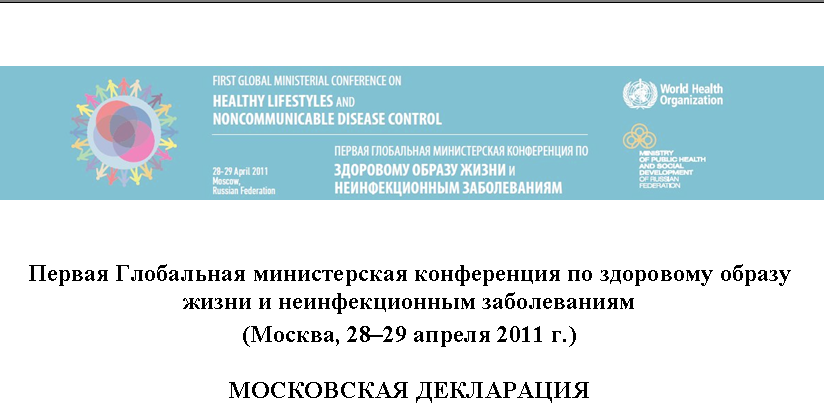 FIRST GLOBAL MINISTERIAL CONFERENCE ON
HEALTHY LIFESTYLES AND
NONCOMMUNICABLE DISEASE CONTROL
28-29 April 2011
Moscow,
Russian Federation
ПЕРВАЯ ГЛОБАЛЬНАЯ МИНИСТЕРСКАЯ КОНФЕРЕНЦИЯ ПО
ЗДОРОВОМУ ОБРАЗУ ЖИЗНИ И
НЕИНФЕКЦИОННЫМ ЗАБОЛЕВАНИЯМ
World Health
Organization
MINISTRY
OF PUBLIC HEALTH
AND SOCIAL
DEVELOPMENT
OF RUSSIAN
FEDERATION
Первая Глобальная министерская конференция по здоровому образу
жизни и неинфекционным заболеваниям
(Москва, 28–29 апреля 2011 г.)
МОСКОВСКАЯ ДЕКЛАРАЦИЯ